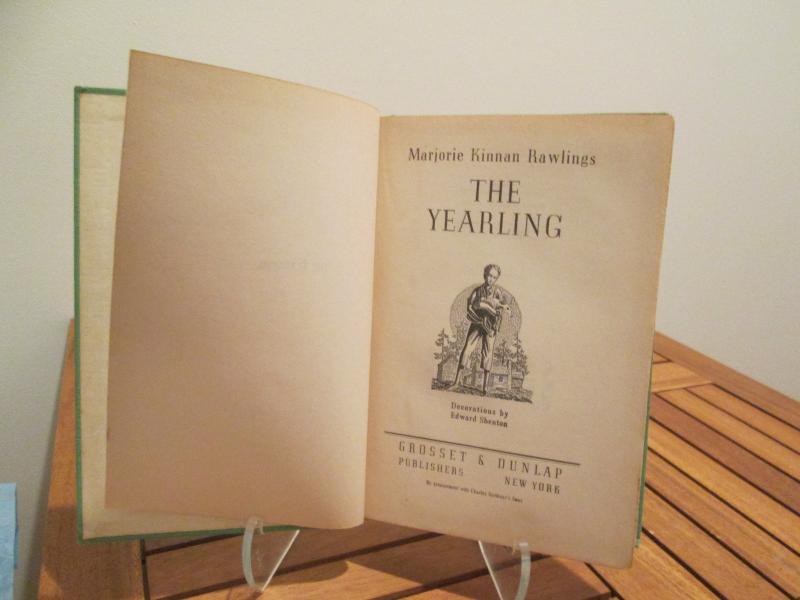 Marjorie Kinnan Rawlings
THE
YEARLING
Decorations by
Edward Shenton
GROSSET & DUNLAP
PUBLISHERS NEW YORK
By arrangement with Charles Scribner's Sons